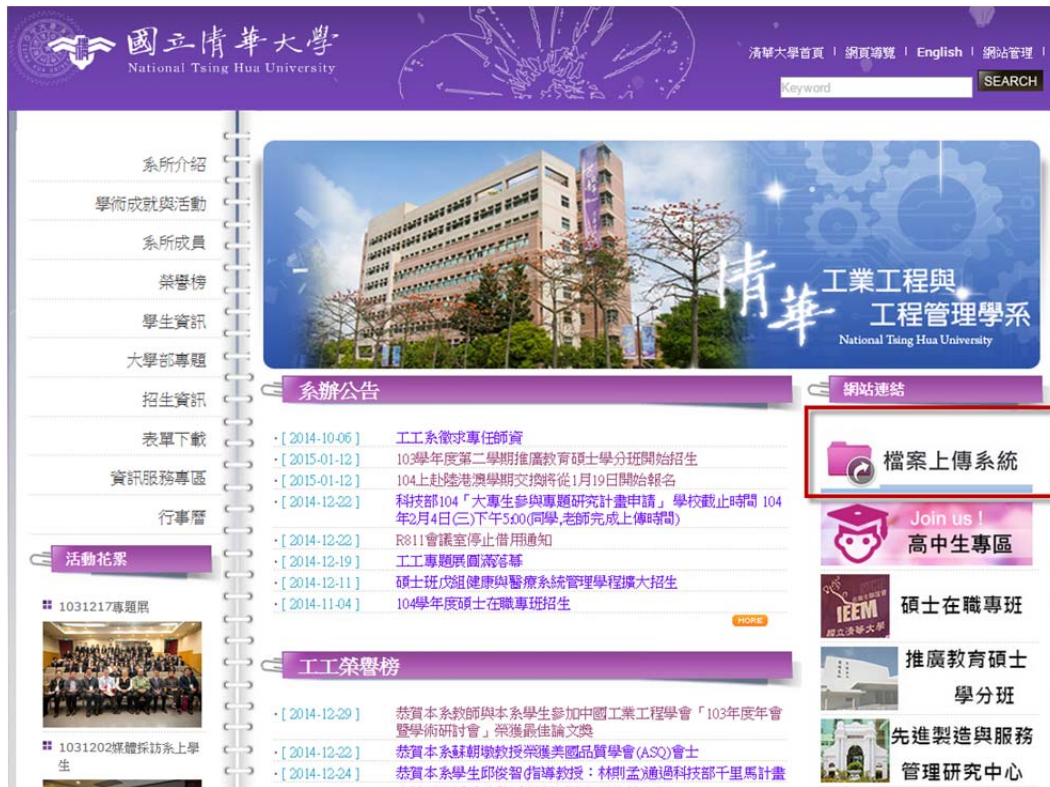 國立清華大學
National Tsing Hua University
清華大學首頁 | 網頁導覽 | English | 網站管理 |
Keyword
SEARCH
系所介紹
學術成就與活動
系所成員
榮譽榜
學生資訊
大學部專題
招生資訊
表單下載
資訊服務專區
行事曆
活動花絮
1031217專題展
1031202媒體採訪系上學
生
清華
工業工程與
工程管理學系
National Tsing Hua University
系辦公告
[ 2014-10-06 ] 工工系徵求專任師資
[ 2015-01-12 ] 103學年度第二學期推廣教育碩士學分班開始招生
[ 2015-01-12 ] 104上赴陸港澳學期交換將從1月19日開始報名
[ 2014-12-22 ] 科技部104「大專生參與專題研究計畫申請」 學校截止時間 104
年2月4日(三)下午5:00(同學,老師完成上傳時間)
[ 2014-12-22 ] R811會議室停止借用通知
[ 2014-12-19 ] 工工專題展圓滿落幕
[ 2014-12-11 ] 碩士班戊組健康與醫療系統管理學程擴大招生
[ 2014-11-04 ] 104學年度碩士在職專班招生
MORE
工工榮譽榜
[ 2014-12-29 ] 恭賀本系教師與本系學生參加中國工業工程學會「103年度年會
暨學術研討會」榮獲最佳論文獎
[ 2014-12-22 ] 恭賀本系蘇朝墩教授榮獲美國品質學會(ASQ)會士
[ 2014-12-24 ] 恭賀本系學生邱俊智(指導教授：林則孟)通過科技部千里馬計畫
網站連結
檔案上傳系統
Join us !
高中生專區
IEEM
國立清華大學
碩士在職專班
推廣教育碩士
學分班
先進製造與服務
管理研究中心